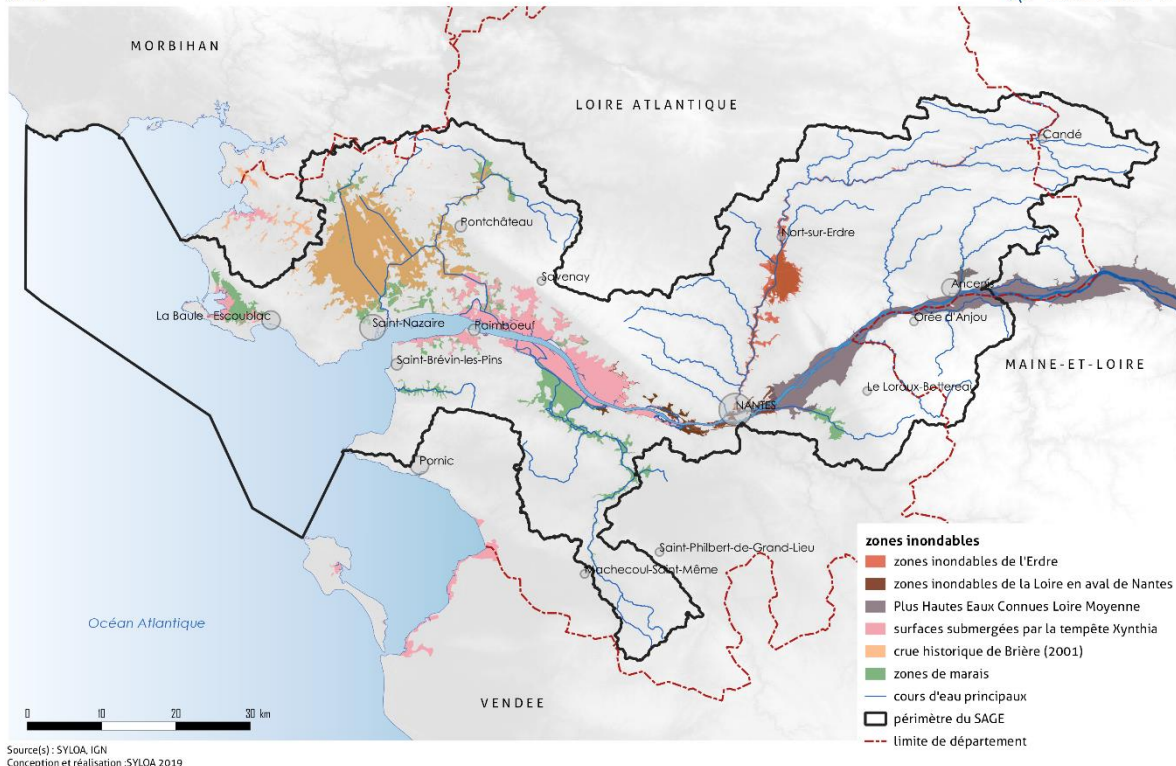 MORBIHAN
LOIRE ATLANTIQUE
Candé
Pontchâteau
Nort-sur-Erdre
Savenay
Ancenis
La Baule - Escoublac
Saint-Nazaire
Paimboeuf
Orée d'Anjou
Saint-Brévin-les-Pins
MAINE-ET-LOIRE
Le Loroux-Bottereau
NANTES
Pornic
Saint-Philbert-de-Grand-Lieu
Machecoul-Saint-Même
Océan Atlantique
VENDEE
zones inondables
zones inondables de l'Erdre
zones inondables de la Loire en aval de Nantes
Plus Hautes Eaux Connues Loire Moyenne
surfaces submergées par la tempête Xynthia
crue historique de Brière (2001)
zones de marais
cours d'eau principaux
périmètre du SAGE
limite de département
0 10 20 30 km
Source(s) : SYLOA, IGN
Conception et réalisation :SYLOA 2019